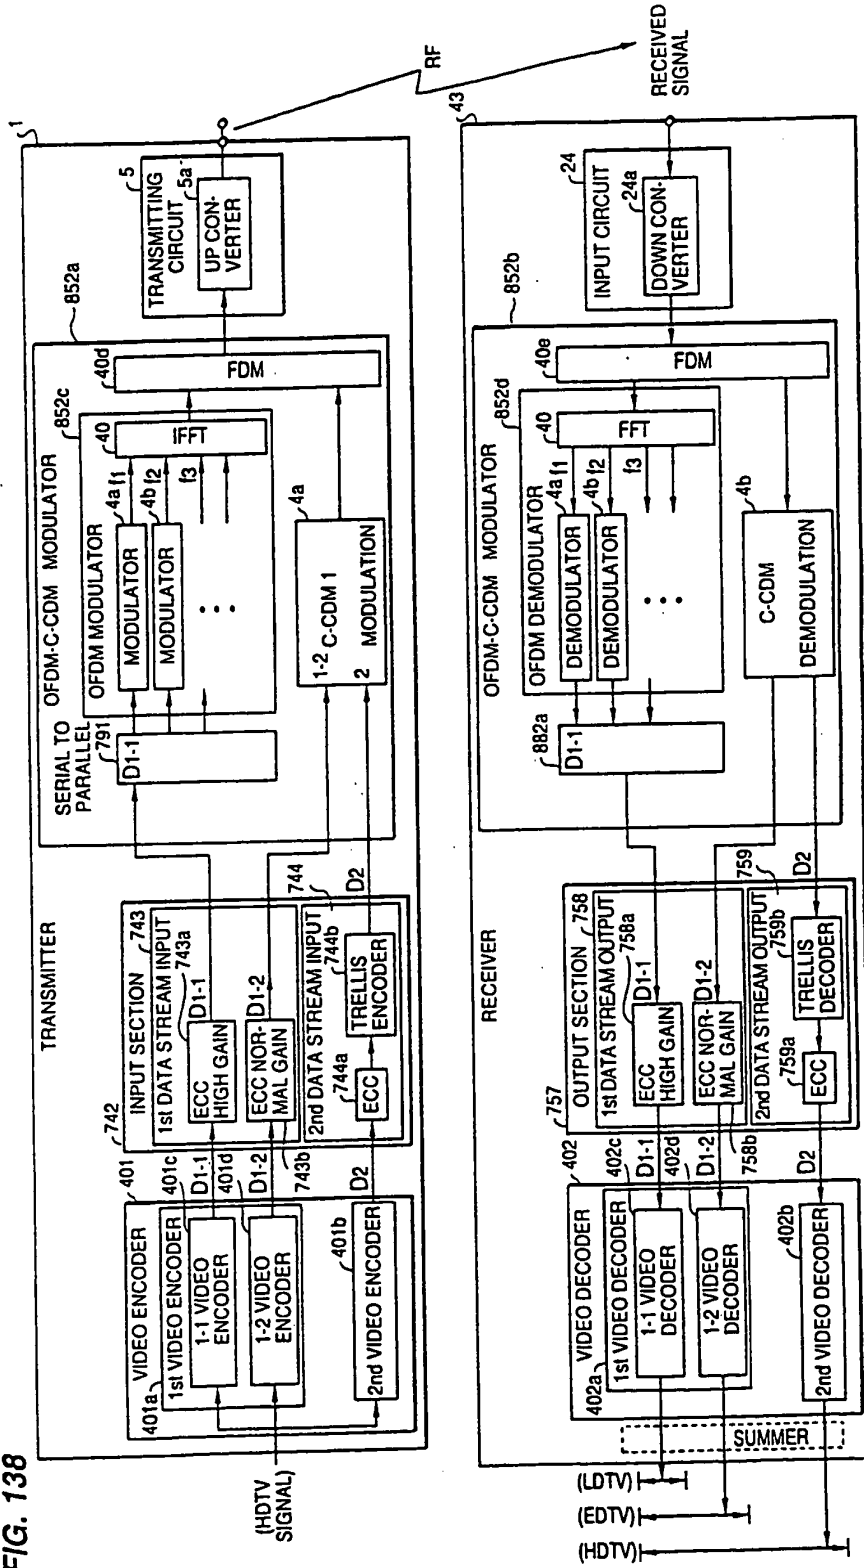 FIG. 138
TRANSMITTER
1
(HDTV
SIGNAL)
VIDEO ENCODER
401
401a
1st VIDEO ENCODER
401c
1-1 VIDEO
ENCODER
401d
1-2 VIDEO
ENCODER
401b
2nd VIDEO ENCODER
D1-1
D1-2
D2
742
INPUT SECTION
743
1st DATA STREAM INPUT
743a
ECC
HIGH GAIN
D1-1
ECC NOR-
MAL GAIN
D1-2
743b
2nd DATA STREAM INPUT
744
744a
ECC
744b
TRELLIS
ENCODER
D2
SERIAL TO
PARALLEL
791
D1-1
OFDM-C-CDM MODULATOR
852a
OFDM MODULATOR
852c
MODULATOR
4a
f1
MODULATOR
4b
f2
f3
40
IFFT
1-2
2
C-CDM 1
MODULATION
4a
40d
FDM
TRANSMITTING
CIRCUIT
5
5a
UP CON-
VERTER
RF
RECEIVED
SIGNAL
RECEIVER
43
INPUT CIRCUIT
24
24a
DOWN CON-
VERTER
OFDM-C-CDM MODULATOR
852b
40e
FDM
OFDM DEMODULATOR
852d
40
FFT
DEMODULATOR
4a
f1
DEMODULATOR
4b
f2
f3
C-CDM
DEMODULATION
4b
882a
D1-1
757
OUTPUT SECTION
758
1st DATA STREAM OUTPUT
758a
ECC
HIGH GAIN
D1-1
ECC NOR-
MAL GAIN
D1-2
758b
2nd DATA STREAM OUTPUT
759
759a
ECC
759b
TRELLIS
DECODER
D2
D1-1
D1-2
D2
VIDEO DECODER
402
402a
1st VIDEO DECODER
402c
1-1 VIDEO
DECODER
402d
1-2 VIDEO
DECODER
402b
2nd VIDEO DECODER
SUMMER
(LDTV)
(EDTV)
(HDTV)